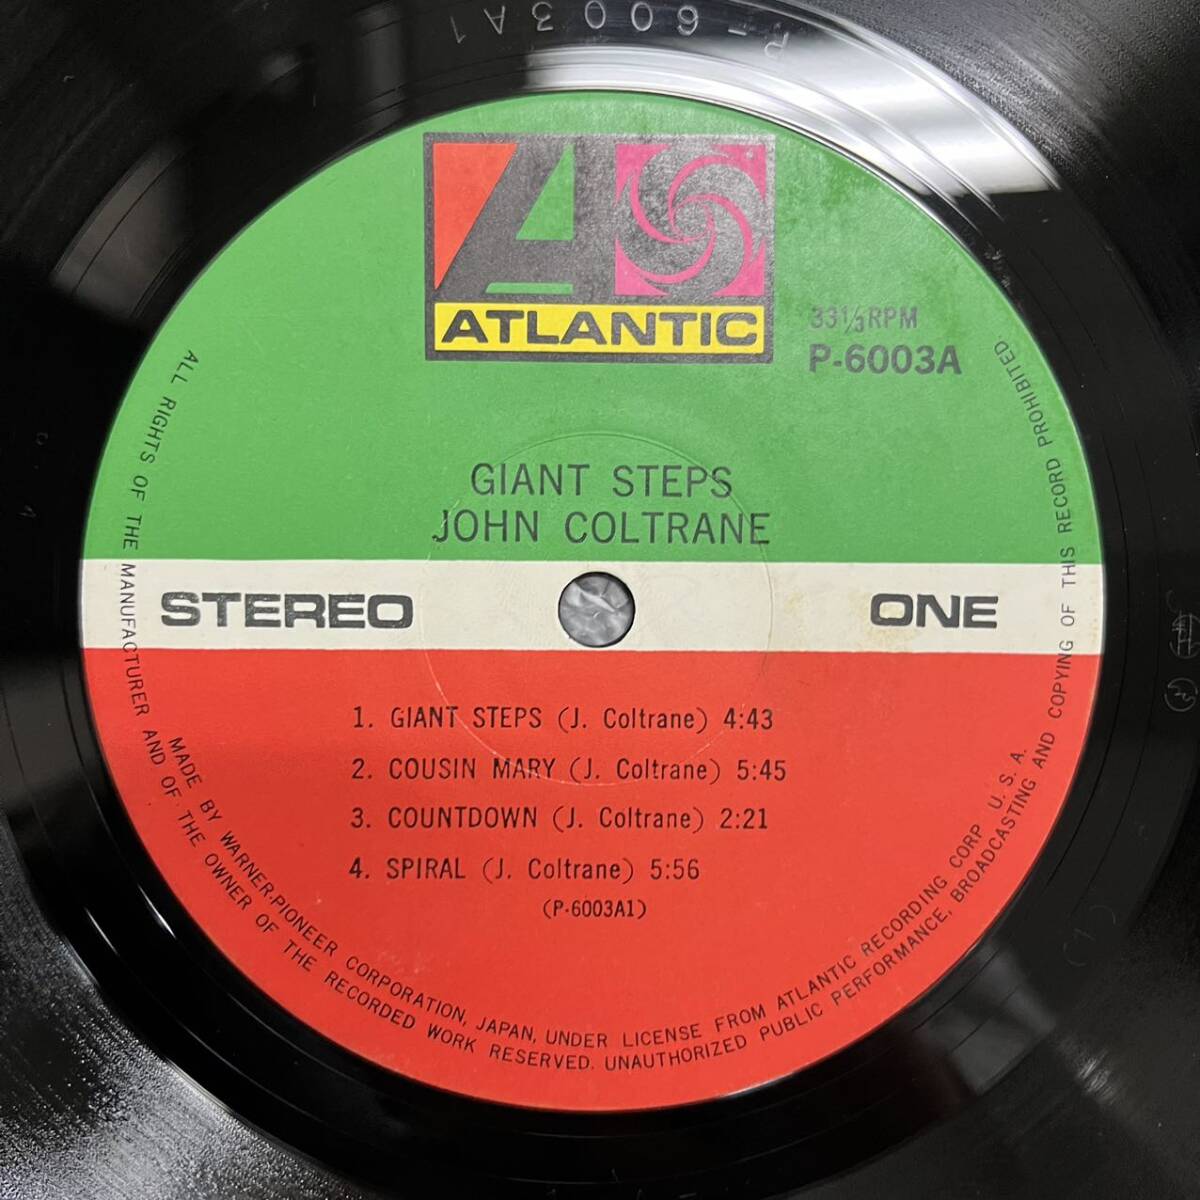 R-6003A1
ATLANTIC
33⅓RPM
P-6003A
GIANT STEPS
JOHN COLTRANE
STEREO
ONE
1. GIANT STEPS (J. Coltrane) 4:43
2. COUSIN MARY (J. Coltrane) 5:45
3. COUNTDOWN (J. Coltrane) 2:21
4. SPIRAL (J. Coltrane) 5:56
(P-6003A1)
MADE BY WARNER-PIONEER CORPORATION, JAPAN, UNDER LICENSE FROM ATLANTIC RECORDING CORP. U. S. A.
ALL RIGHTS OF THE MANUFACTURER AND OF THE OWNER OF THE RECORDED WORK RESERVED. UNAUTHORIZED PUBLIC PERFORMANCE, BROADCASTING AND COPYING OF THIS RECORD PROHIBITED.